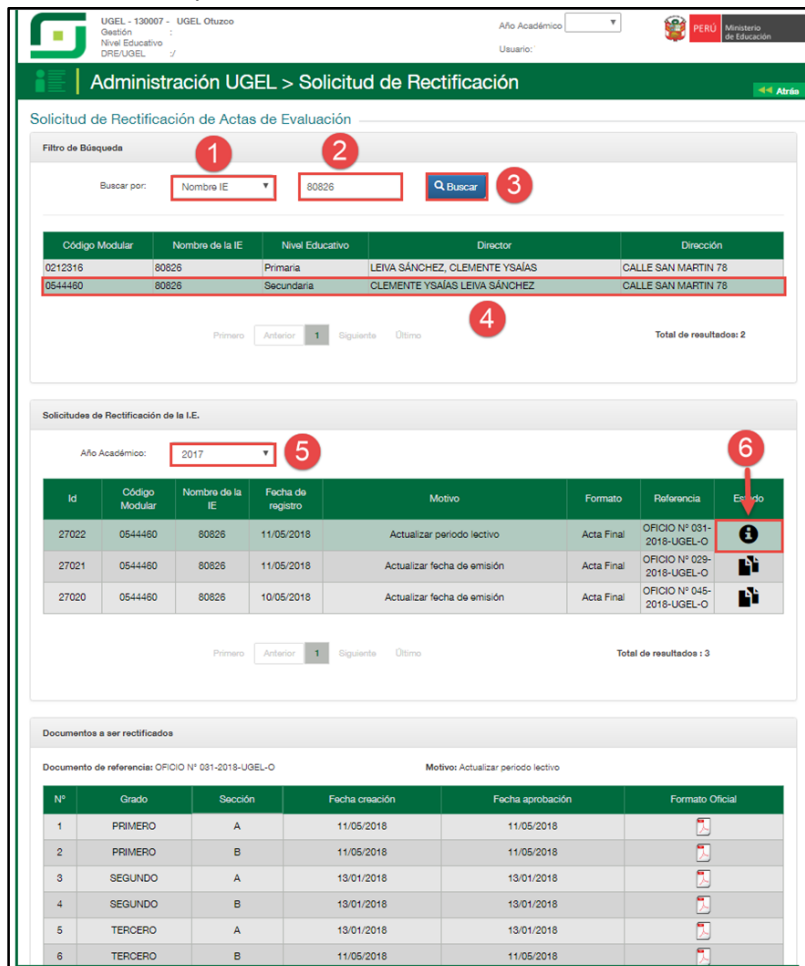 UGEL - 130007 - UGEL Otuzco
Gestión :
Nivel Educativo
DRE/UGEL :/
Año Académico
Usuario:
PERÚ Ministerio de Educación
Administración UGEL > Solicitud de Rectificación
Atrás
Solicitud de Rectificación de Actas de Evaluación
Filtro de Búsqueda
1 2
Buscar por: Nombre IE 80826 Buscar 3
Código Modular Nombre de la IE Nivel Educativo Director Dirección
0212316 80826 Primaria LEIVA SÁNCHEZ, CLEMENTE YSAÍAS CALLE SAN MARTIN 78
0544460 80826 Secundaria CLEMENTE YSAÍAS LEIVA SÁNCHEZ CALLE SAN MARTIN 78
4
Primero Anterior 1 Siguiente Último Total de resultados: 2
Solicitudes de Rectificación de la I.E.
Año Académico: 2017 5 6
Id Código Modular Nombre de la IE Fecha de registro Motivo Formato Referencia Estado
27022 0544460 80826 11/05/2018 Actualizar periodo lectivo Acta Final OFICIO Nº 031-2018-UGEL-O
27021 0544460 80826 11/05/2018 Actualizar fecha de emisión Acta Final OFICIO Nº 029-2018-UGEL-O
27020 0544460 80826 10/05/2018 Actualizar fecha de emisión Acta Final OFICIO Nº 045-2018-UGEL-O
Primero Anterior 1 Siguiente Último Total de resultados : 3
Documentos a ser rectificados
Documento de referencia: OFICIO Nº 031-2018-UGEL-O Motivo: Actualizar periodo lectivo
Nº Grado Sección Fecha creación Fecha aprobación Formato Oficial
1 PRIMERO A 11/05/2018 11/05/2018
2 PRIMERO B 11/05/2018 11/05/2018
3 SEGUNDO A 13/01/2018 13/01/2018
4 SEGUNDO B 13/01/2018 13/01/2018
5 TERCERO A 13/01/2018 13/01/2018
6 TERCERO B 11/05/2018 11/05/2018